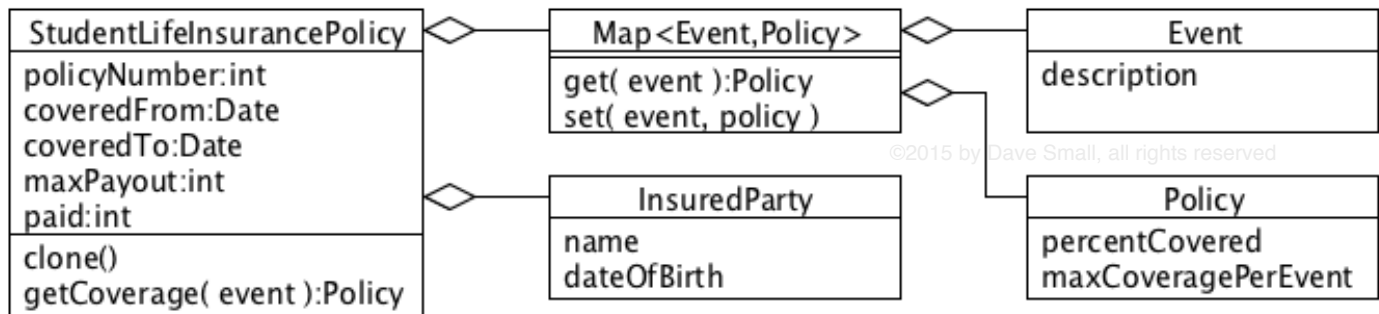 StudentLifeInsurancePolicy
policyNumber:int
coveredFrom:Date
coveredTo:Date
maxPayout:int
paid:int
clone()
getCoverage( event ):Policy
Map<Event,Policy>
get( event ):Policy
set( event, policy )
Event
description
©2015 by Dave Small, all rights reserved
InsuredParty
name
dateOfBirth
Policy
percentCovered
maxCoveragePerEvent